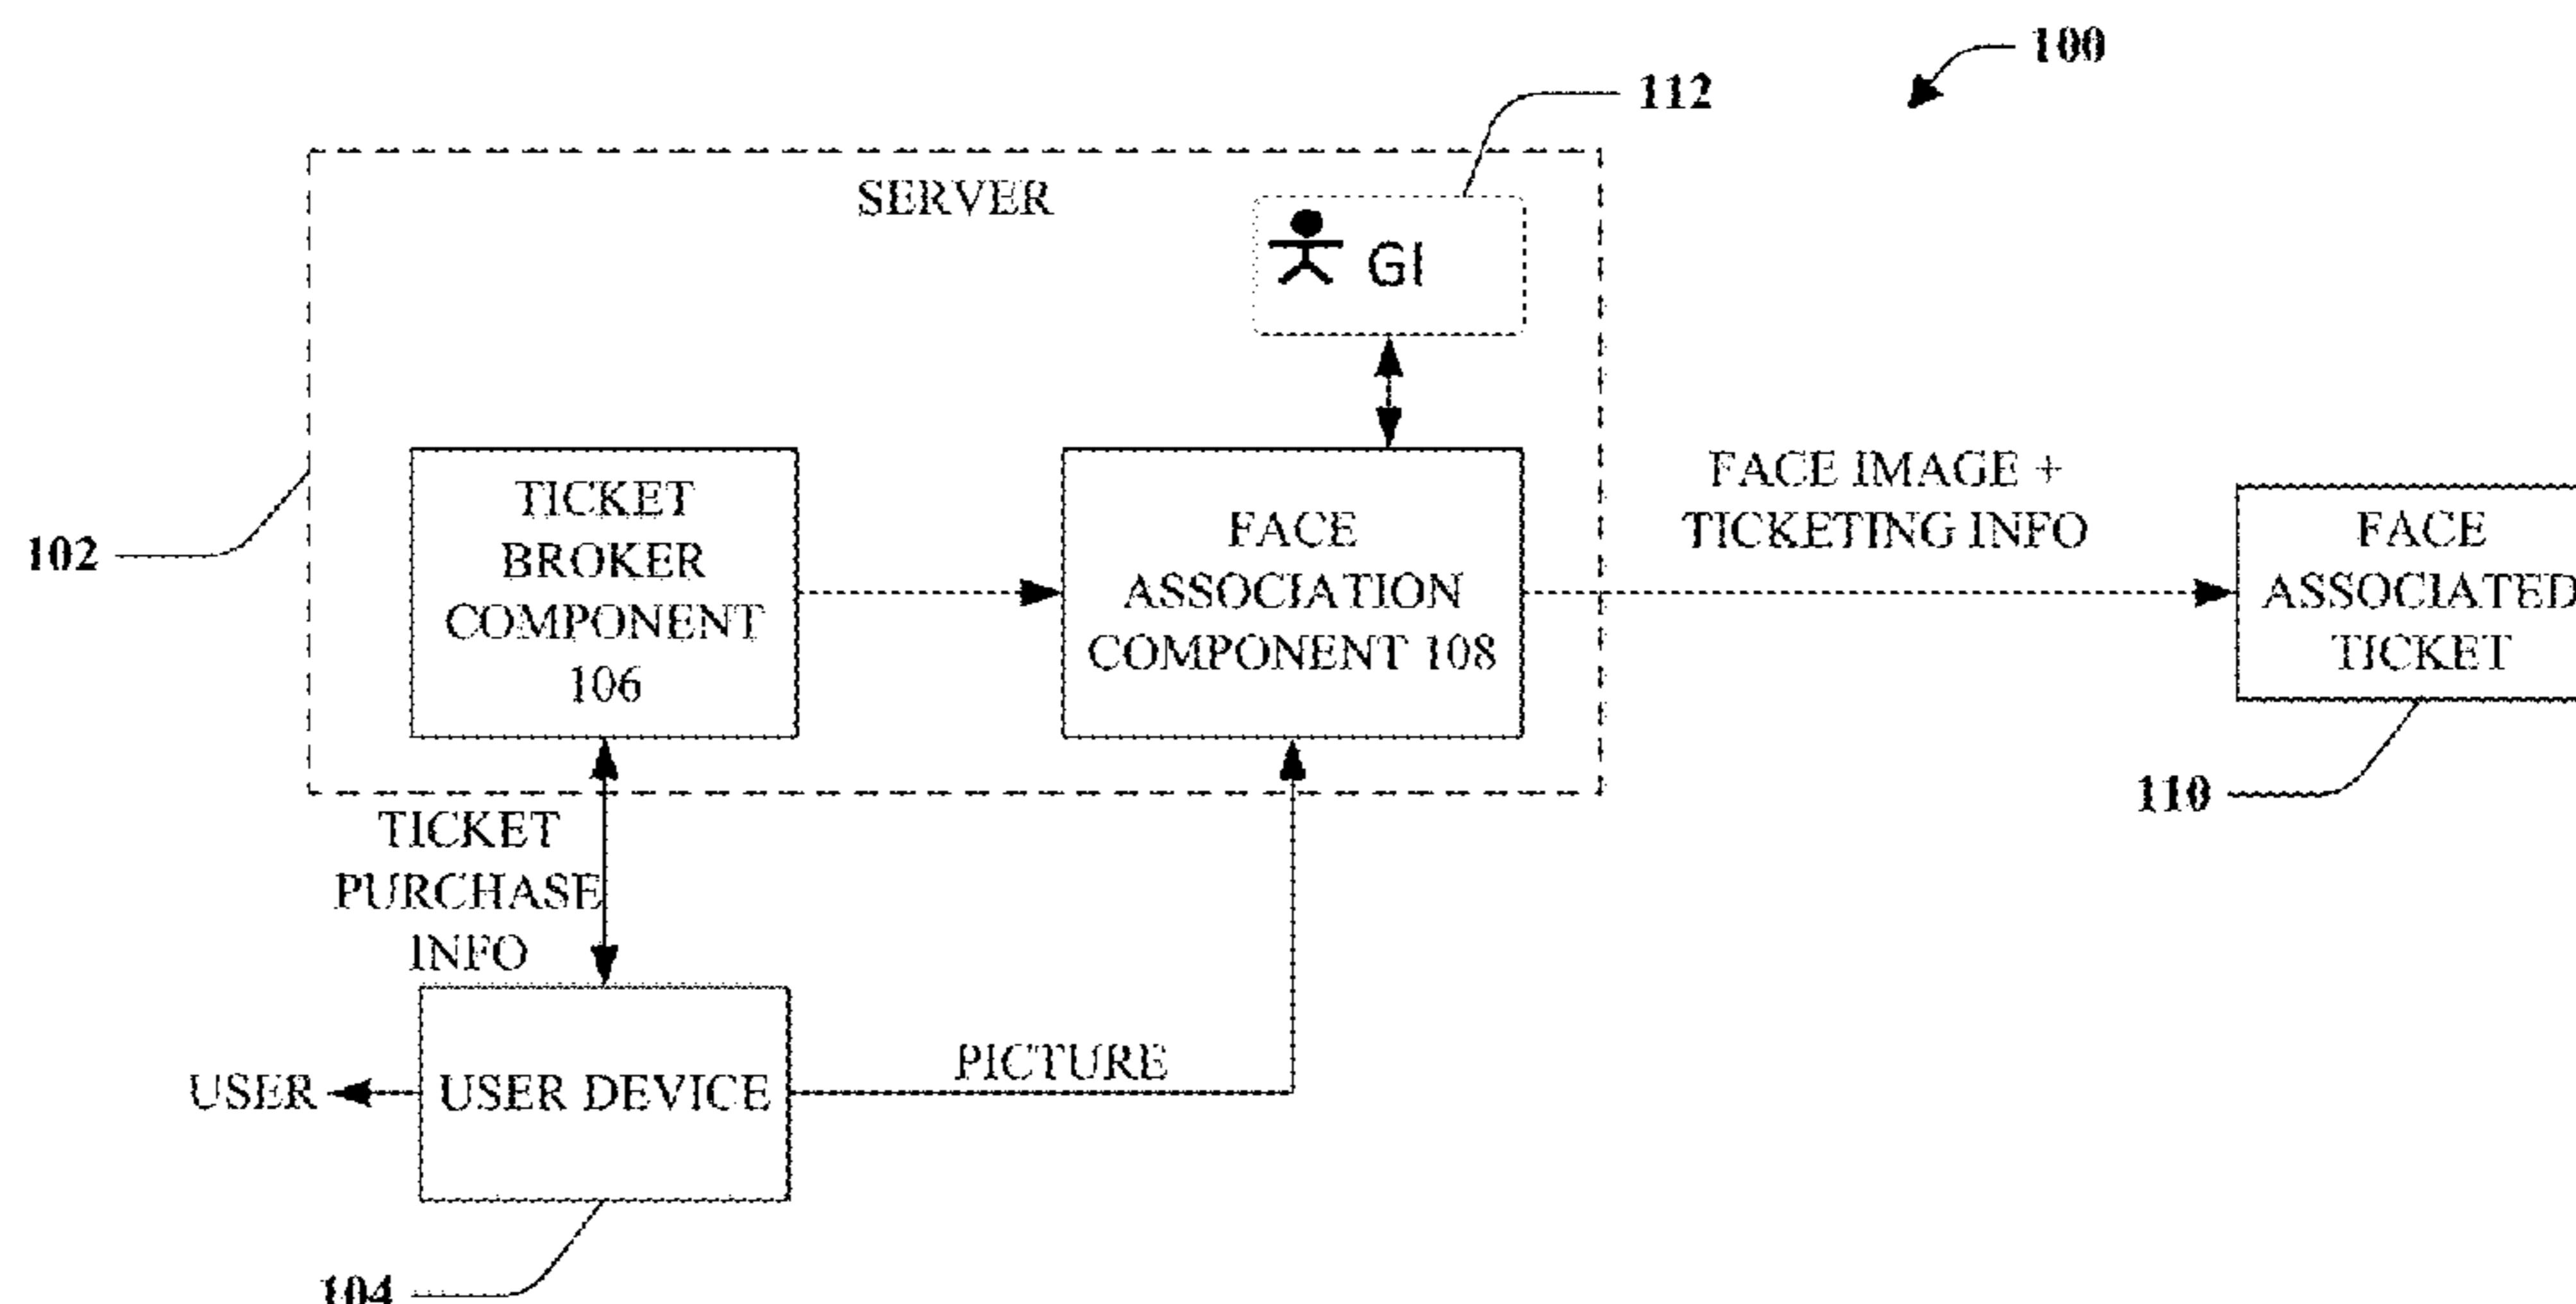 100
112
SERVER
GI
TICKET
BROKER
COMPONENT
106
FACE
ASSOCIATION
COMPONENT 108
FACE IMAGE +
TICKETING INFO
FACE
ASSOCIATED
TICKET
102
110
TICKET
PURCHASE
INFO
USER
USER DEVICE
PICTURE
104